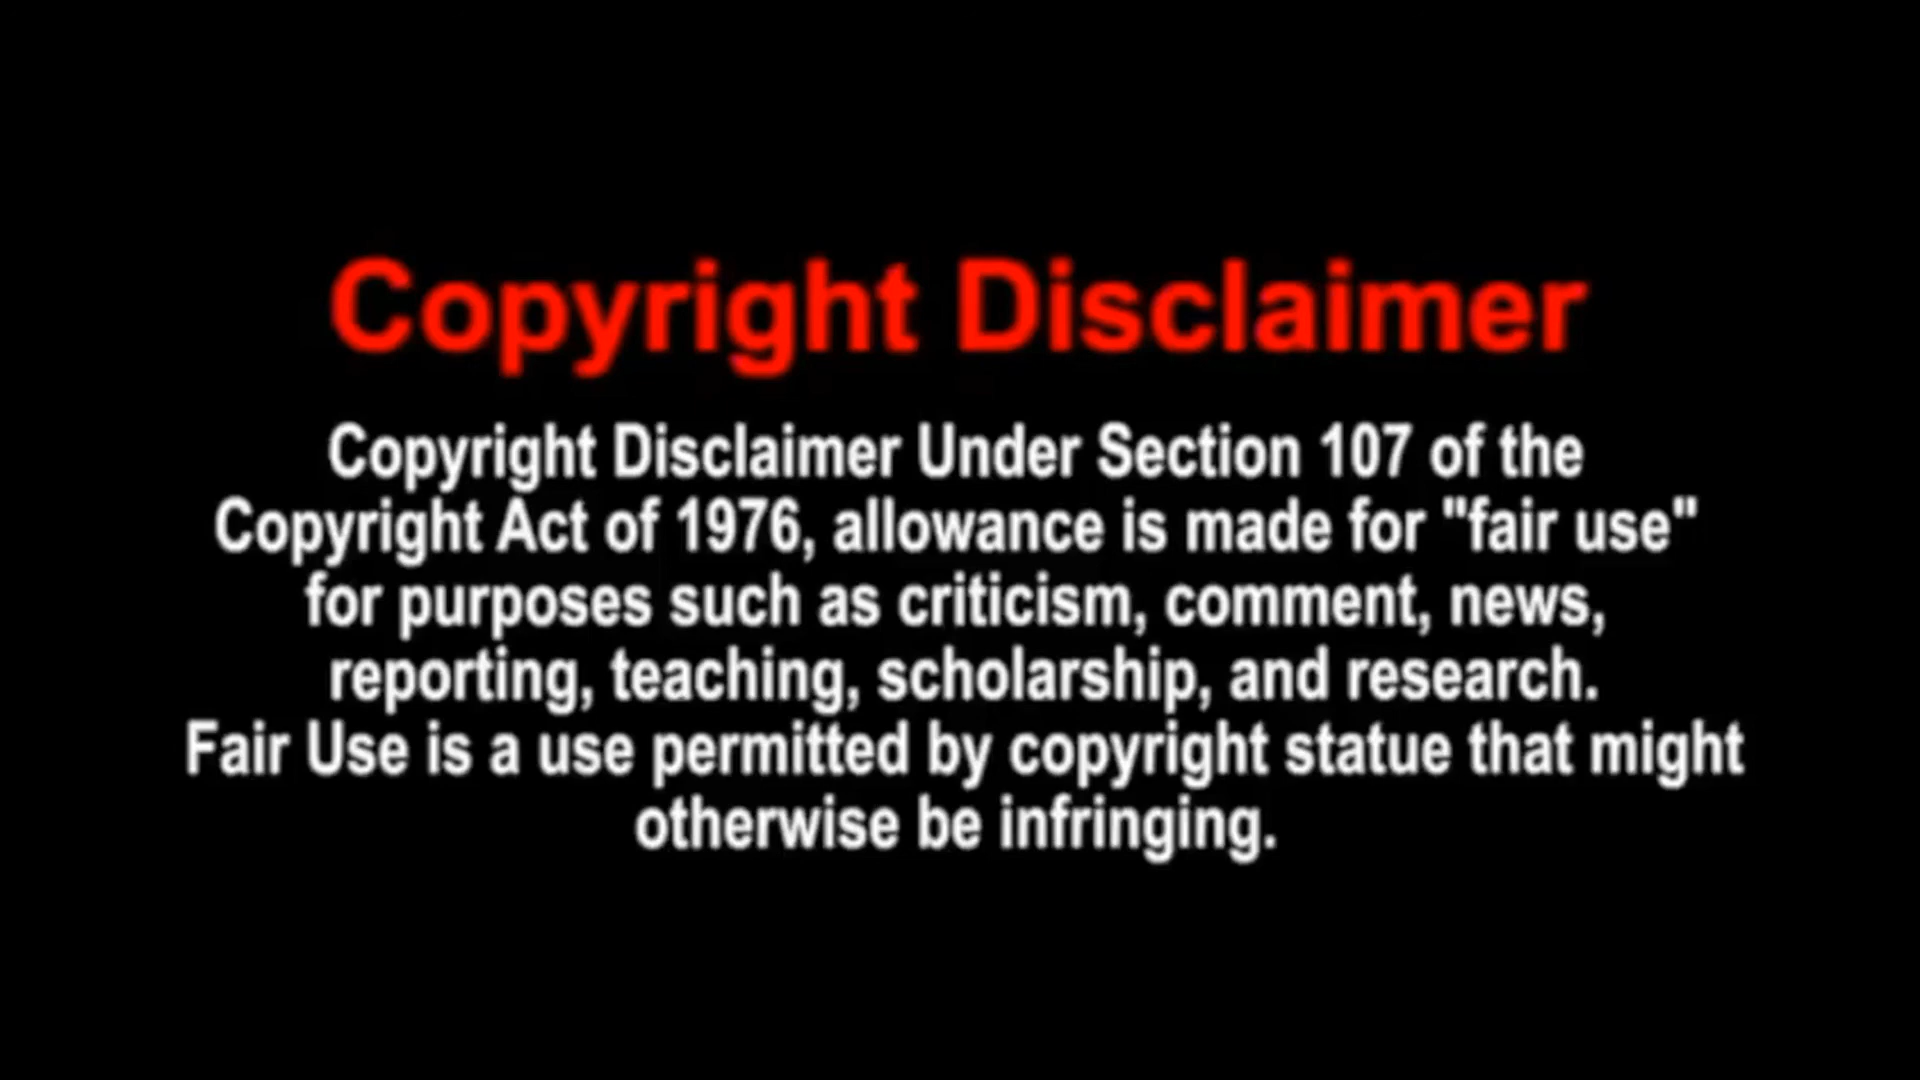 Copyright Disclaimer
Copyright Disclaimer Under Section 107 of the
Copyright Act of 1976, allowance is made for "fair use"
for purposes such as criticism, comment, news,
reporting, teaching, scholarship, and research.
Fair Use is a use permitted by copyright statue that might
otherwise be infringing.